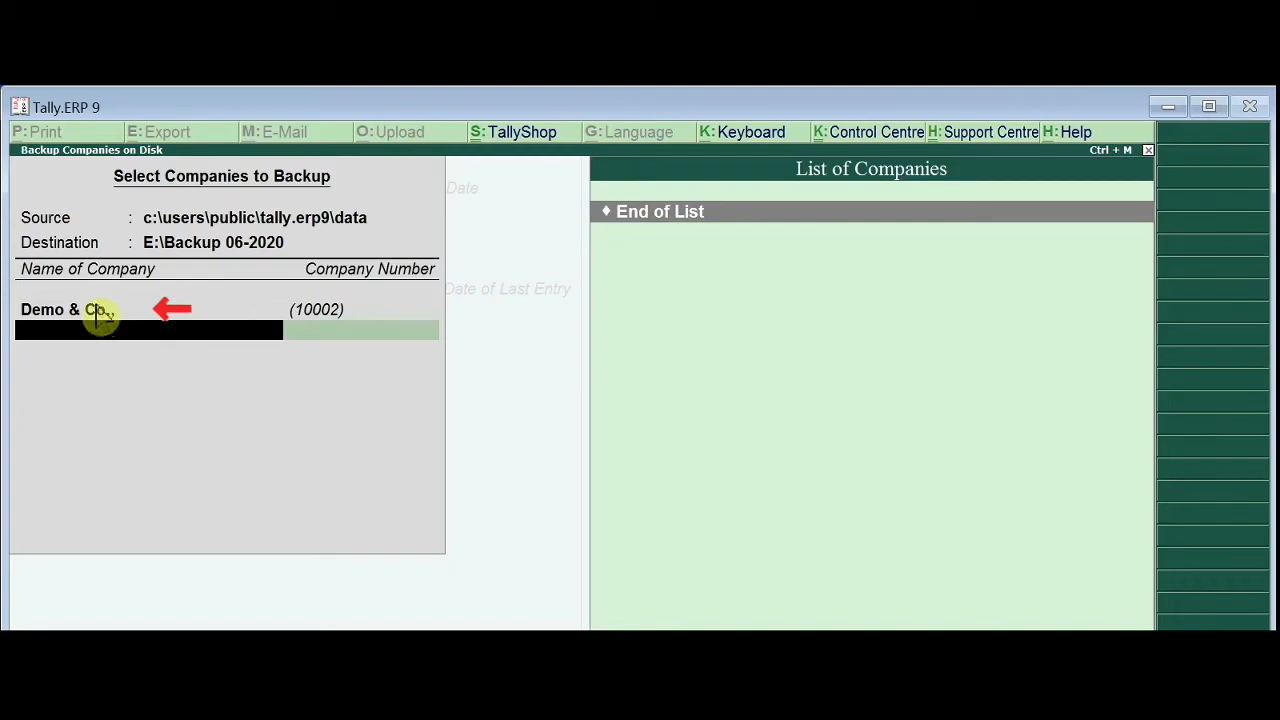 Tally.ERP 9
P: Print E: Export M: E-Mail O: Upload S: TallyShop G: Language K: Keyboard K: Control Centre H: Support Centre H: Help
Backup Companies on Disk Ctrl + M
Select Companies to Backup
Source : c:\users\public\tally.erp9\data
Destination : E:\Backup 06-2020
Name of Company Company Number
Demo & Co., (10002)
Date
Date of Last Entry
List of Companies
♦ End of List